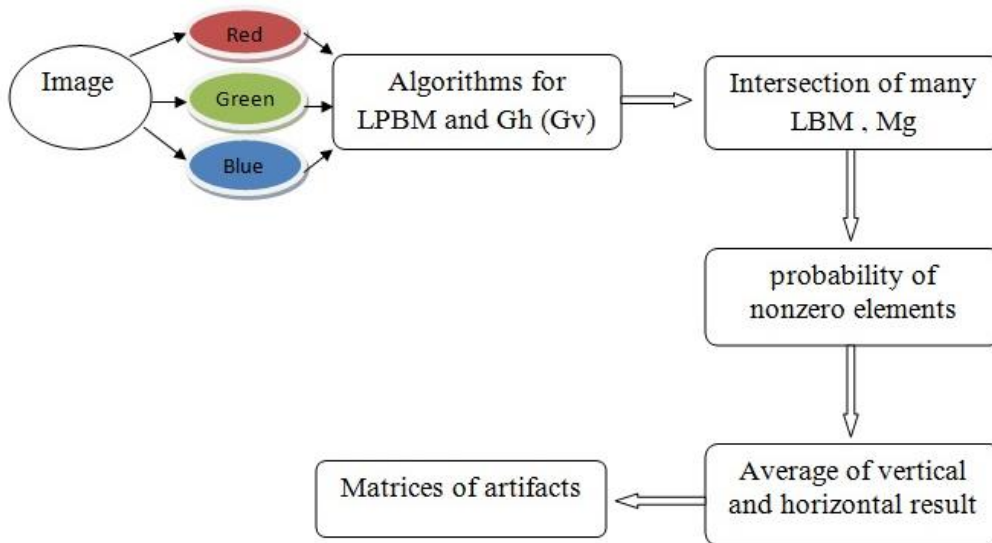 Image
Red
Green
Blue
Algorithms for
LPBM and Gh (Gv)
Intersection of many
LBM , Mg
probability of
nonzero elements
Average of vertical
and horizontal result
Matrices of artifacts